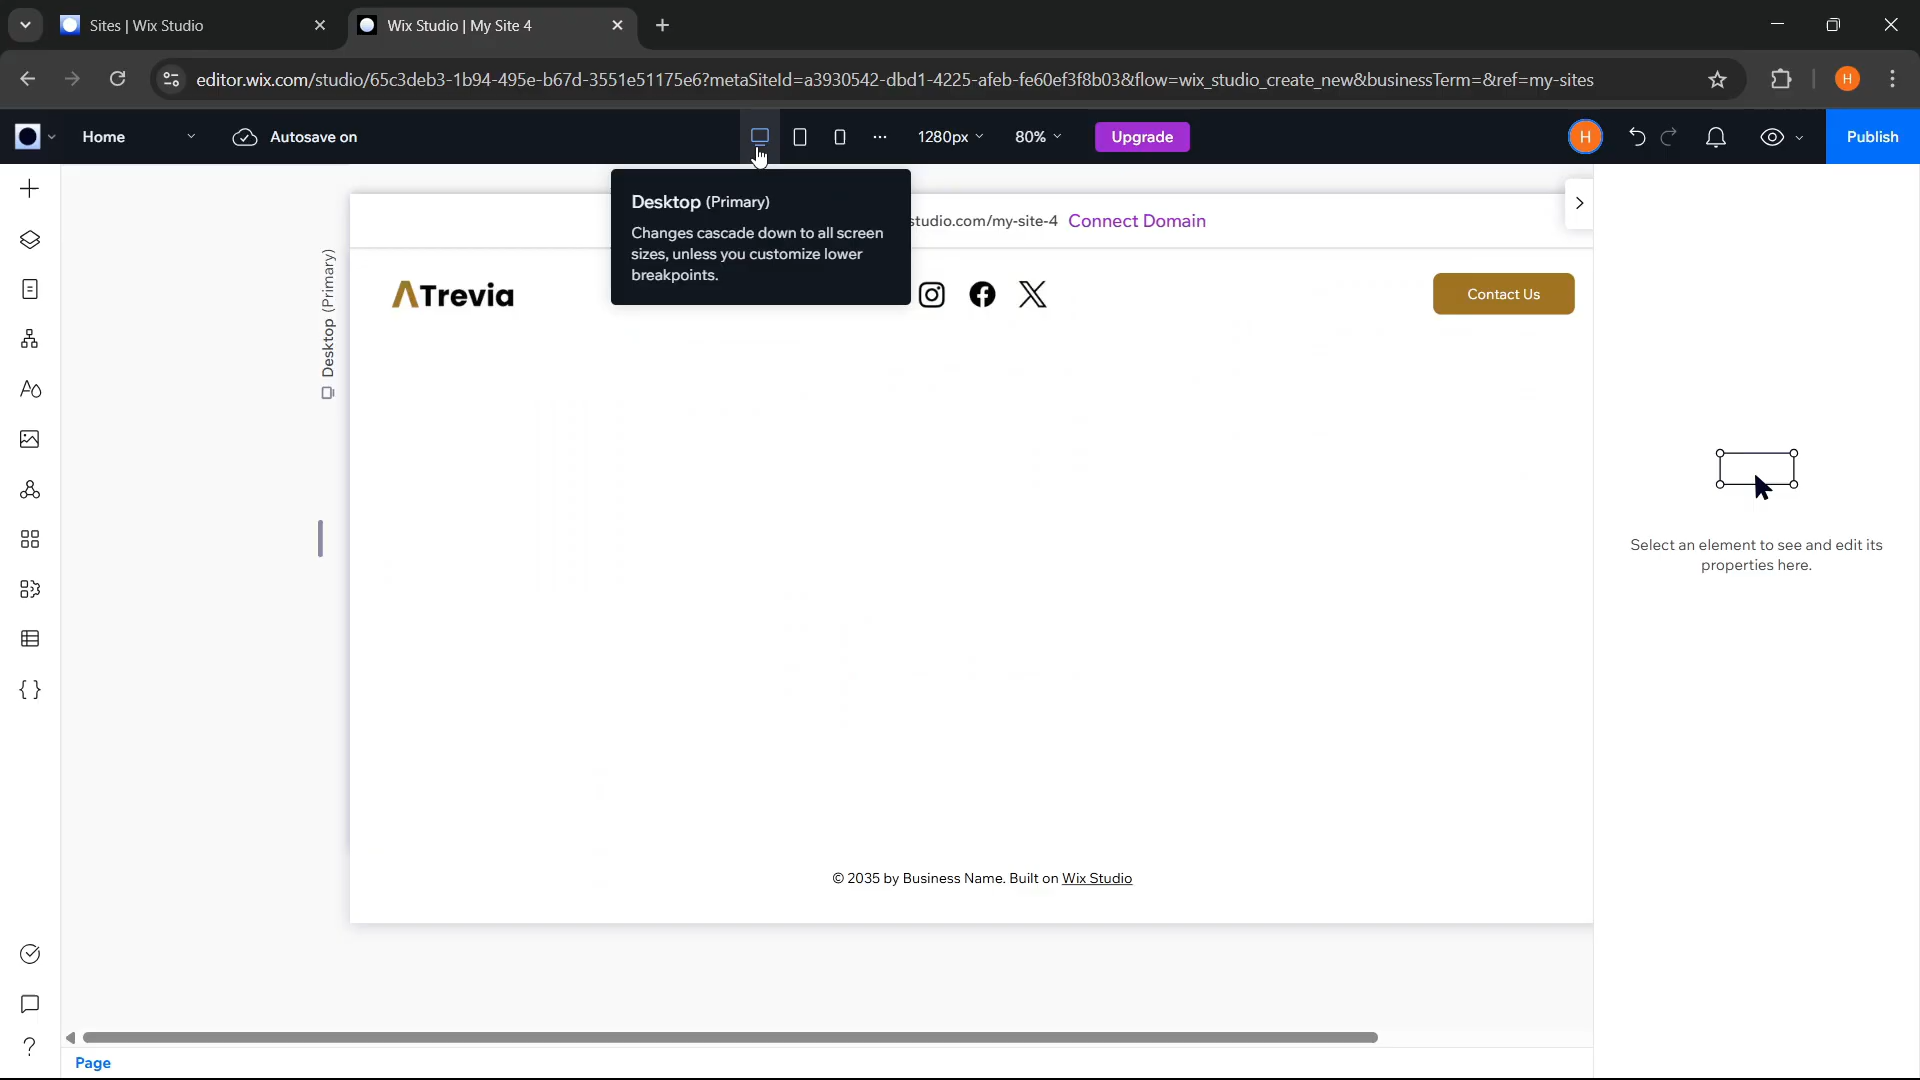 Sites | Wix Studio
Wix Studio | My Site 4
editor.wix.com/studio/65c3deb3-1b94-495e-b67d-3551e51175e6?metaSiteId=a3930542-dbd1-4225-afeb-fe60ef3f8b03&flow=wix_studio_create_new&businessTerm=&ref=my-sites
H
Home
Autosave on
1280px
80%
Upgrade
H
Publish
Desktop (Primary)
Changes cascade down to all screen
sizes, unless you customize lower
breakpoints.
studio.com/my-site-4 Connect Domain
Desktop (Primary)
Trevia
Contact Us
Select an element to see and edit its
properties here.
© 2035 by Business Name. Built on Wix Studio
Page